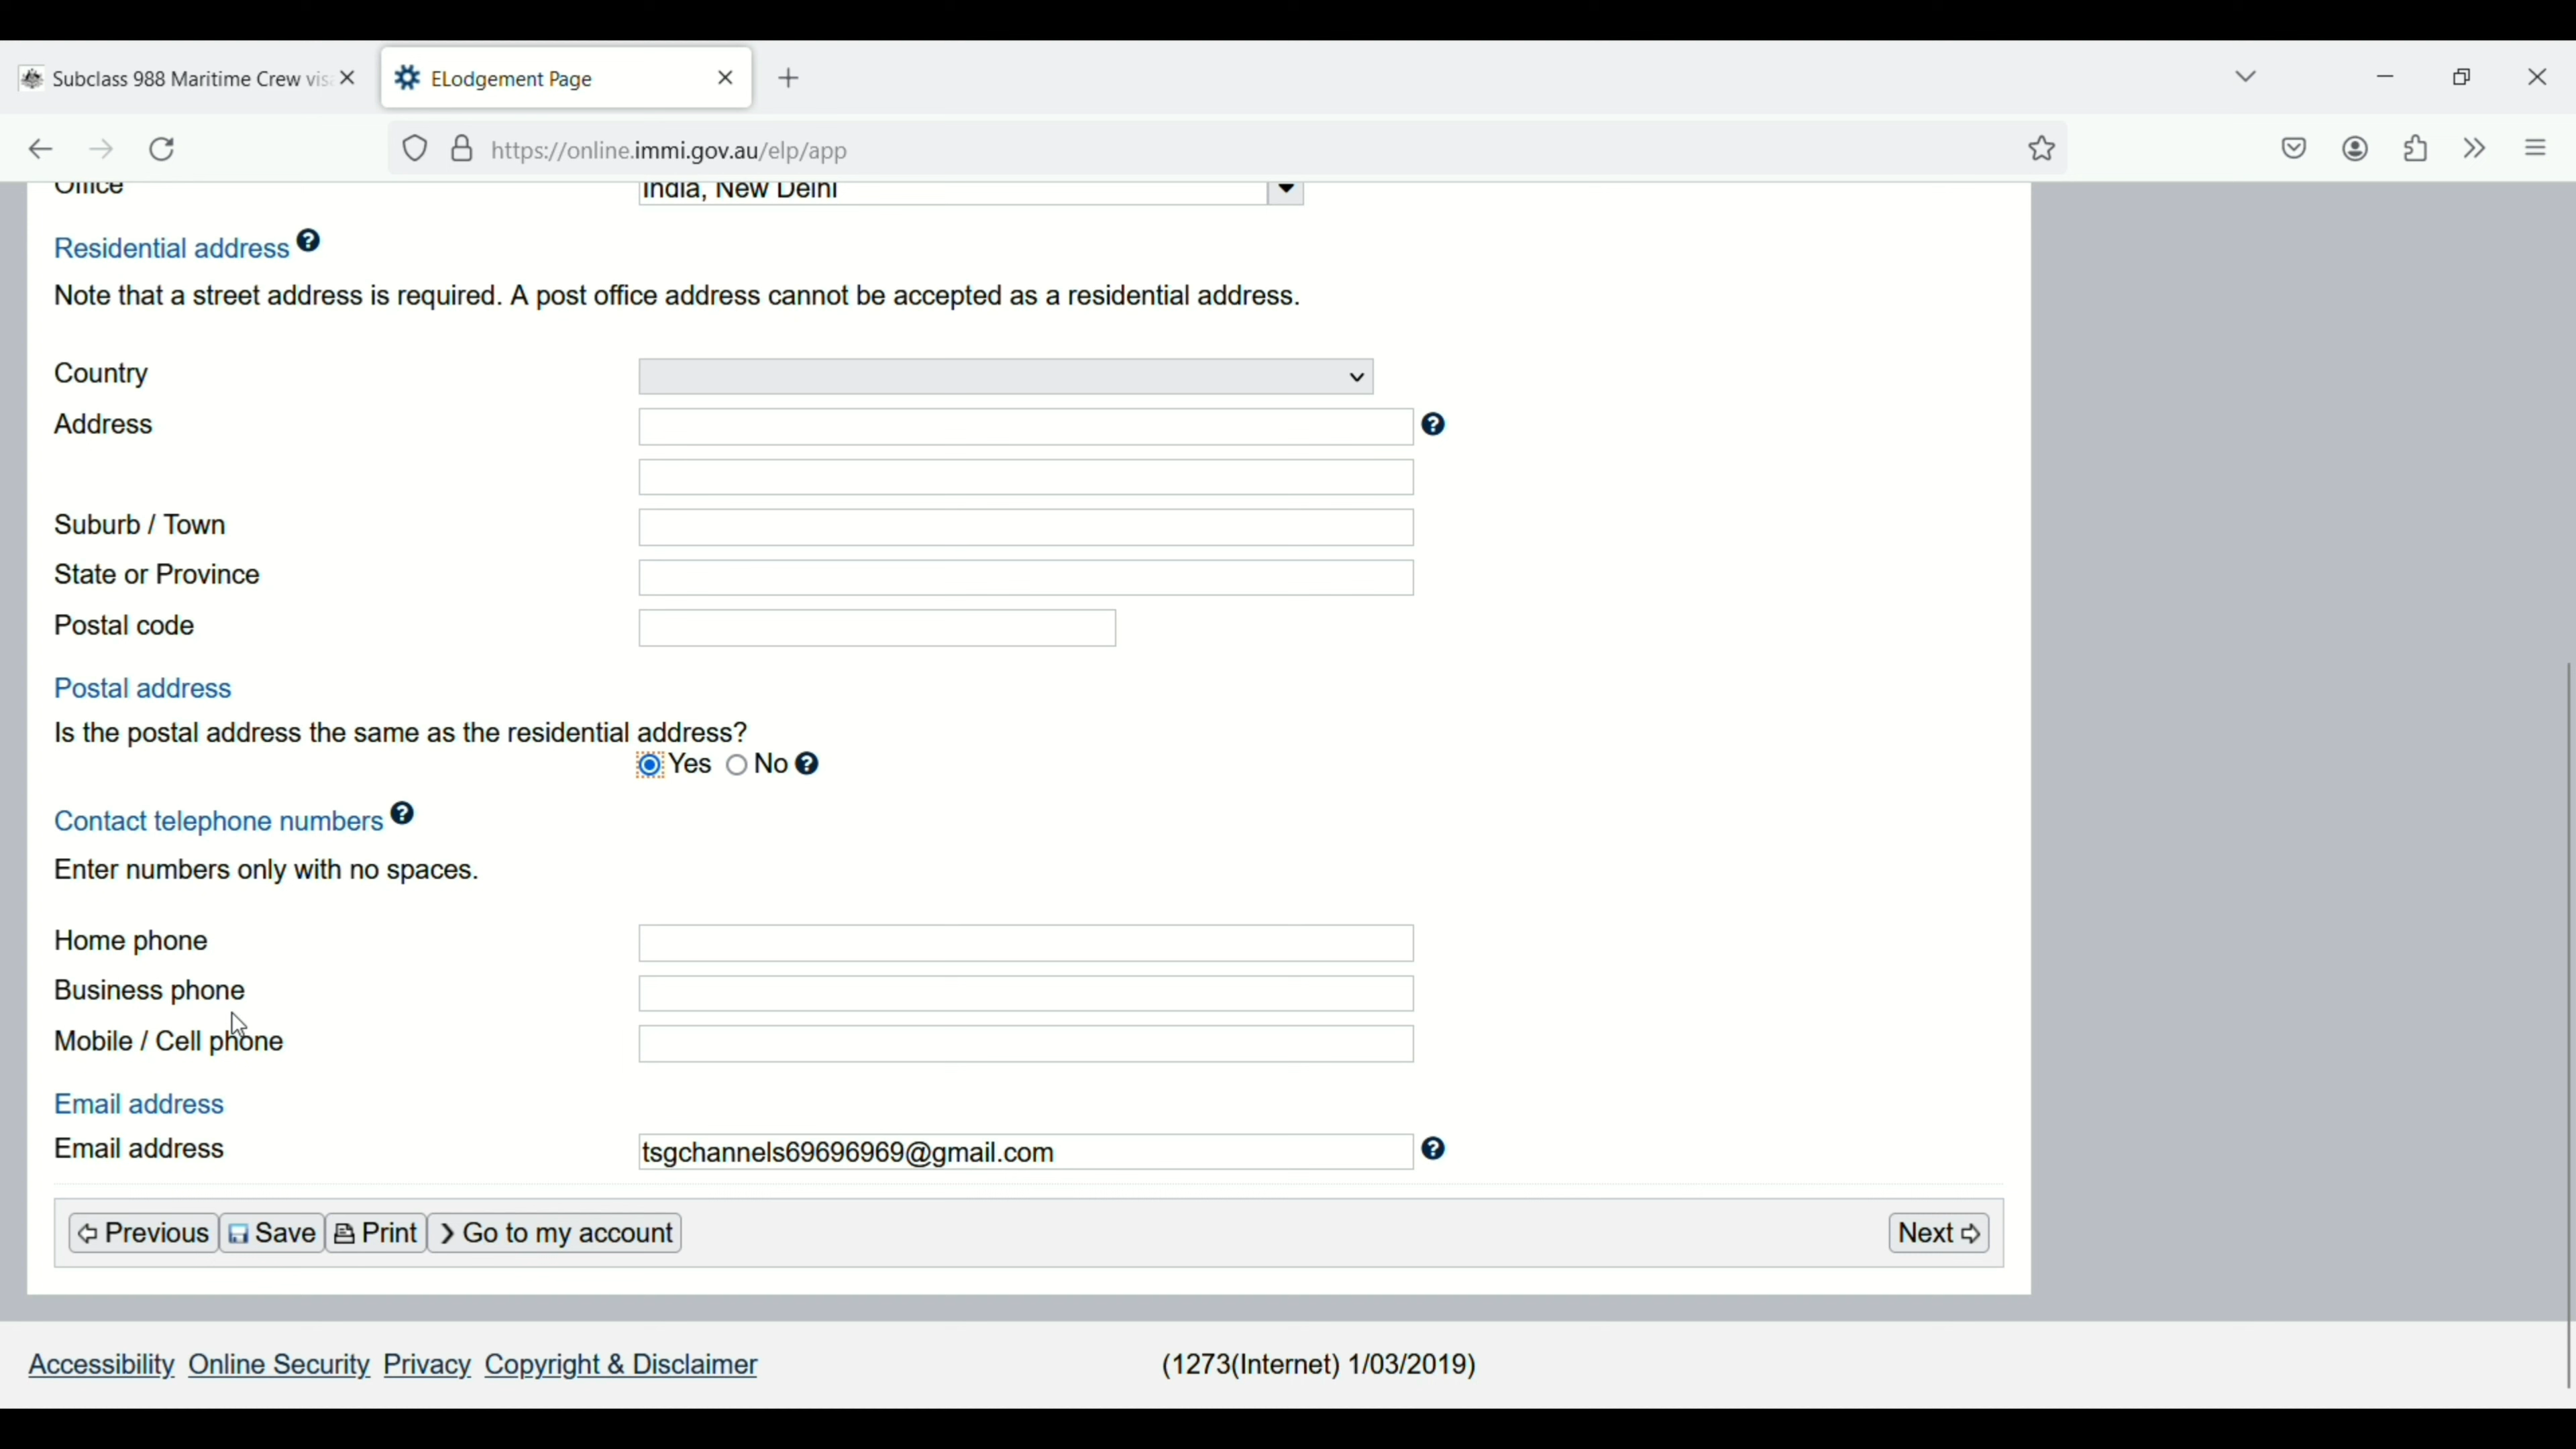 Subclass 988 Maritime Crew vis
ELodgement Page
https://online.immi.gov.au/elp/app
Office India, New Delhi
Residential address ?
Note that a street address is required. A post office address cannot be accepted as a residential address.
Country
Address ?
Suburb / Town
State or Province
Postal code
Postal address
Is the postal address the same as the residential address?
Yes No ?
Contact telephone numbers ?
Enter numbers only with no spaces.
Home phone
Business phone
Mobile / Cell phone
Email address
Email address tsgchannels69696969@gmail.com ?
Previous Save Print Go to my account Next
Accessibility Online Security Privacy Copyright & Disclaimer (1273(Internet) 1/03/2019)